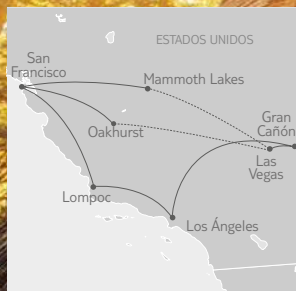 ESTADOS UNIDOS
San
Francisco
Mammoth Lakes
Gran
Cañón
Oakhurst
Las
Vegas
Lompoc
Los Ángeles